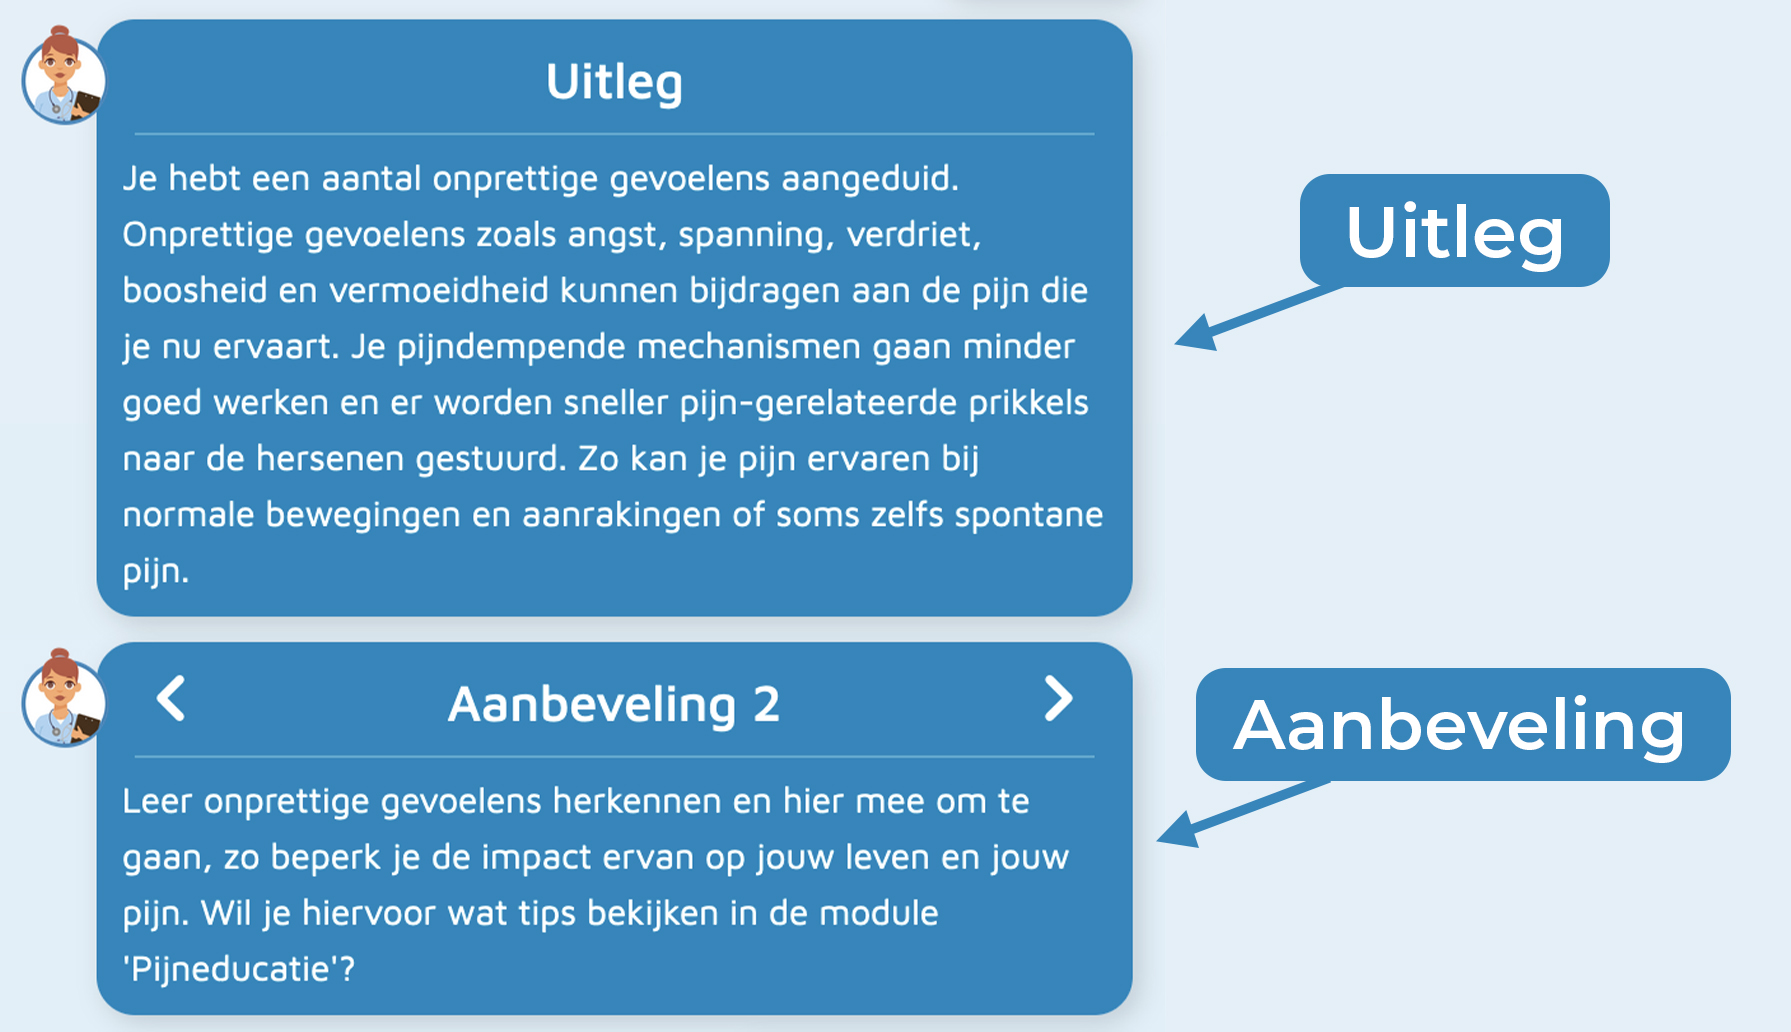 Uitleg
Je hebt een aantal onprettige gevoelens aangeduid.
Onprettige gevoelens zoals angst, spanning, verdriet,
boosheid en vermoeidheid kunnen bijdragen aan de pijn die
je nu ervaart. Je pijndempende mechanismen gaan minder
goed werken en er worden sneller pijn-gerelateerde prikkels
naar de hersenen gestuurd. Zo kan je pijn ervaren bij
normale bewegingen en aanrakingen of soms zelfs spontane
pijn.
Uitleg
Aanbeveling 2
Leer onprettige gevoelens herkennen en hier mee om te
gaan, zo beperk je de impact ervan op jouw leven en jouw
pijn. Wil je hiervoor wat tips bekijken in de module
'Pijneducatie'?
Aanbeveling